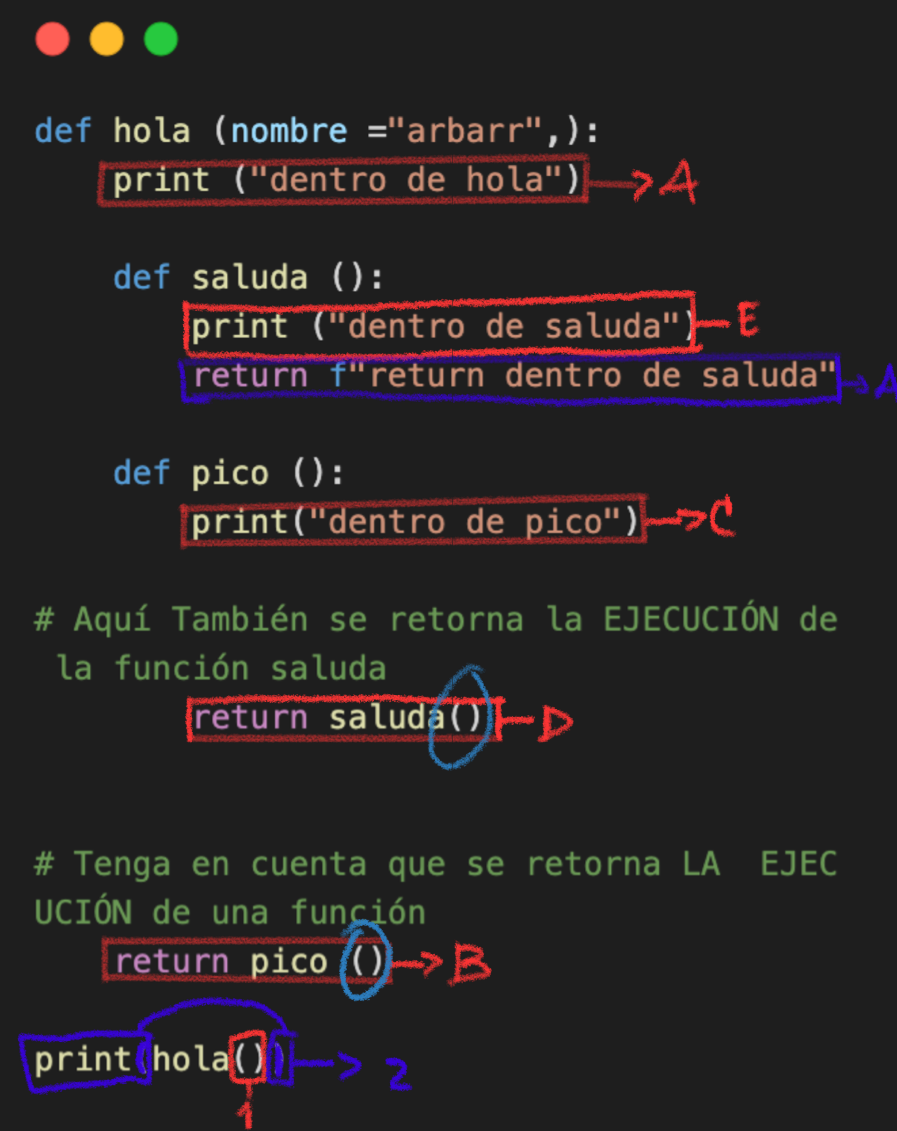 def hola (nombre ="arbarr",):
print ("dentro de hola") A
def saluda ():
print ("dentro de saluda") E
return f"return dentro de saluda" A
def pico ():
print("dentro de pico") C
# Aquí También se retorna la EJECUCIÓN de
la función saluda
return saluda() D
# Tenga en cuenta que se retorna LA  EJEC
UCIÓN de una función
return pico () B
print(hola()) 2
1